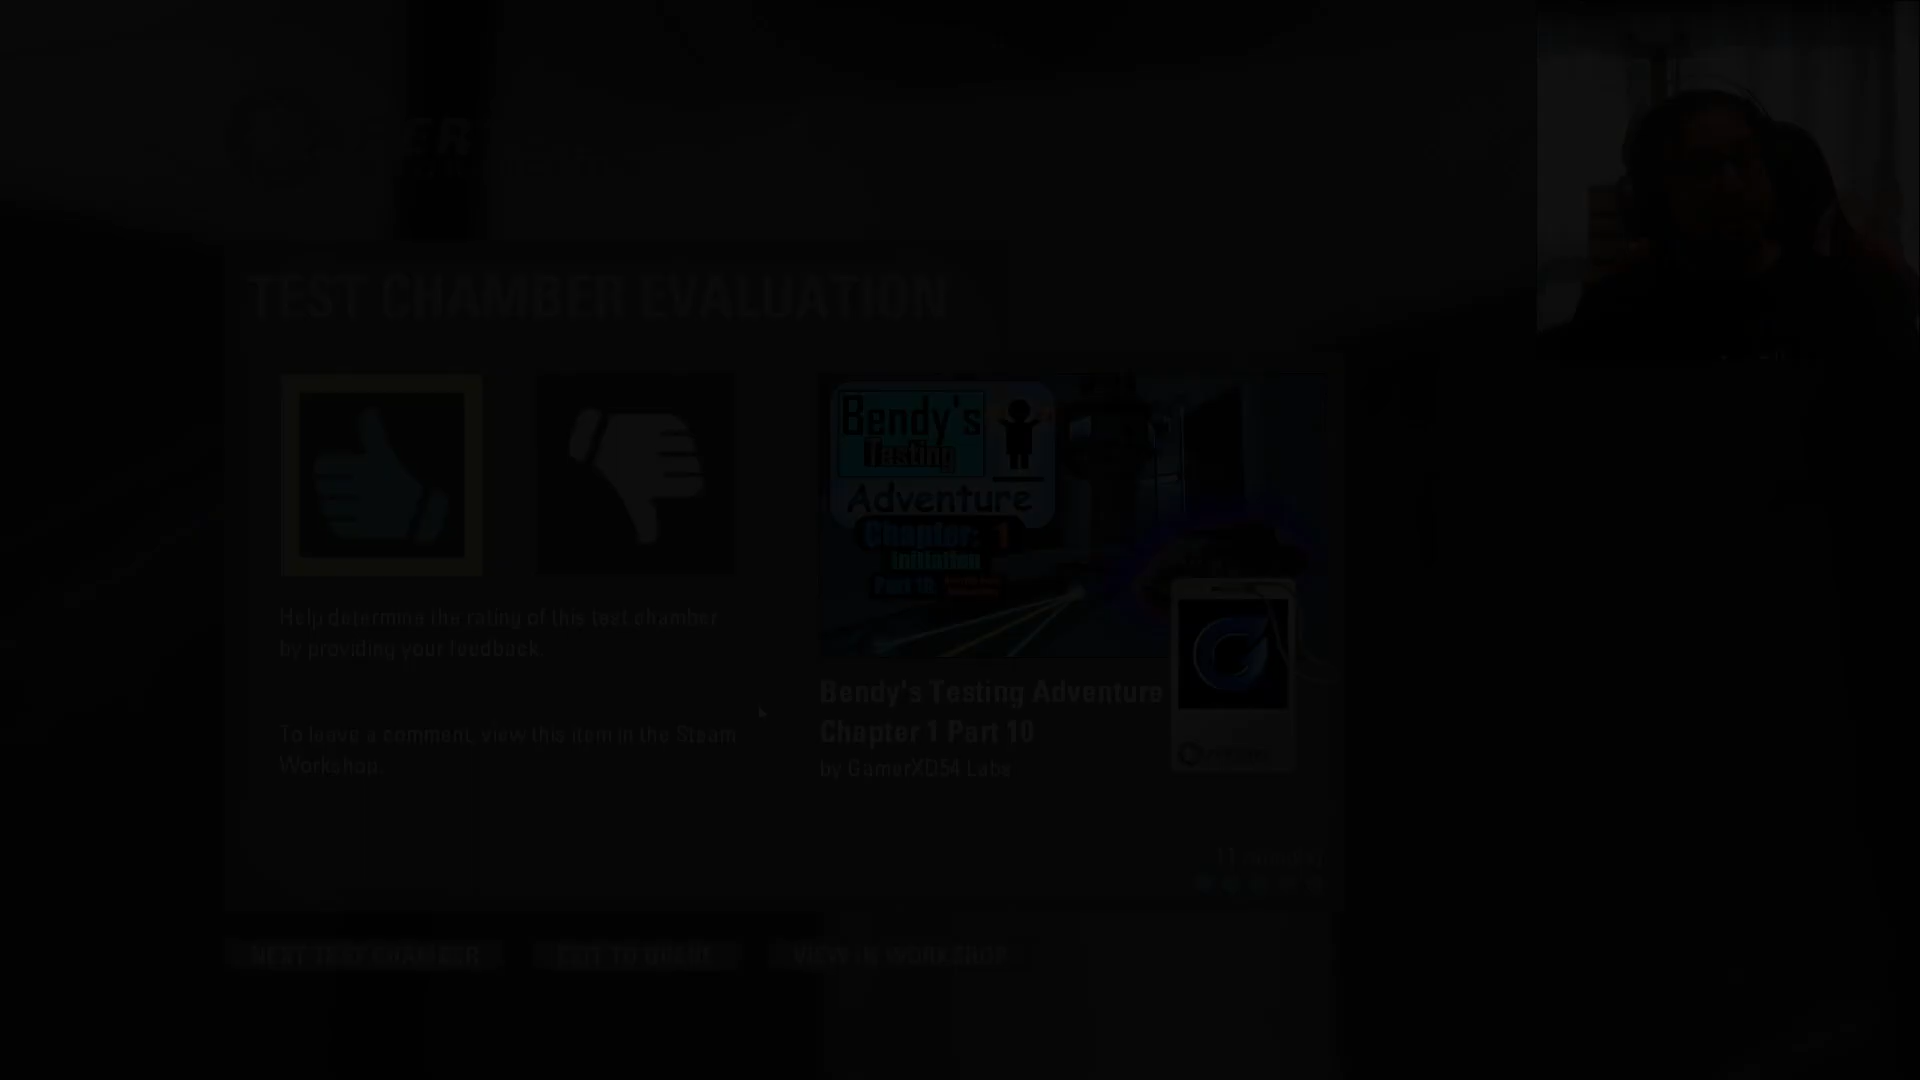 TEST CHAMBER EVALUATION
Bendy's
Testing
Adventure
Chapter: 1
Initiation
Part 10:
Help determine the rating of this test chamber
by providing your feedback.
To leave a comment, view this item in the Steam
Workshop.
Bendy's Testing Adventure
Chapter 1 Part 10
by GamerXD54 Labs
NEXT TEST CHAMBER
EXIT TO QUEUE
VIEW IN WORKSHOP